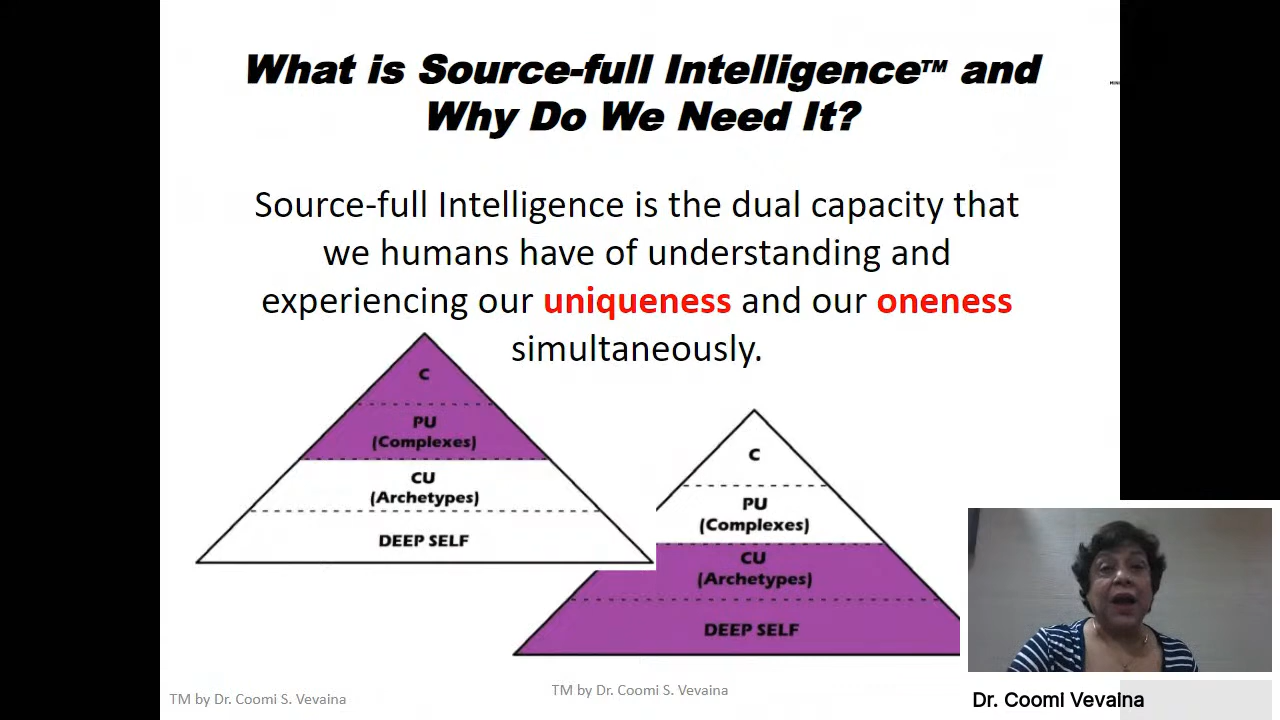 What is Source-full Intelligence™ and
Why Do We Need It?
Source-full Intelligence is the dual capacity that
we humans have of understanding and
experiencing our uniqueness and our oneness
simultaneously.
C
PU
(Complexes)
CU
(Archetypes)
DEEP SELF
C
PU
(Complexes)
CU
(Archetypes)
DEEP SELF
TM by Dr. Coomi S. Vevaina
TM by Dr. Coomi S. Vevaina
Dr. Coomi Vevaina